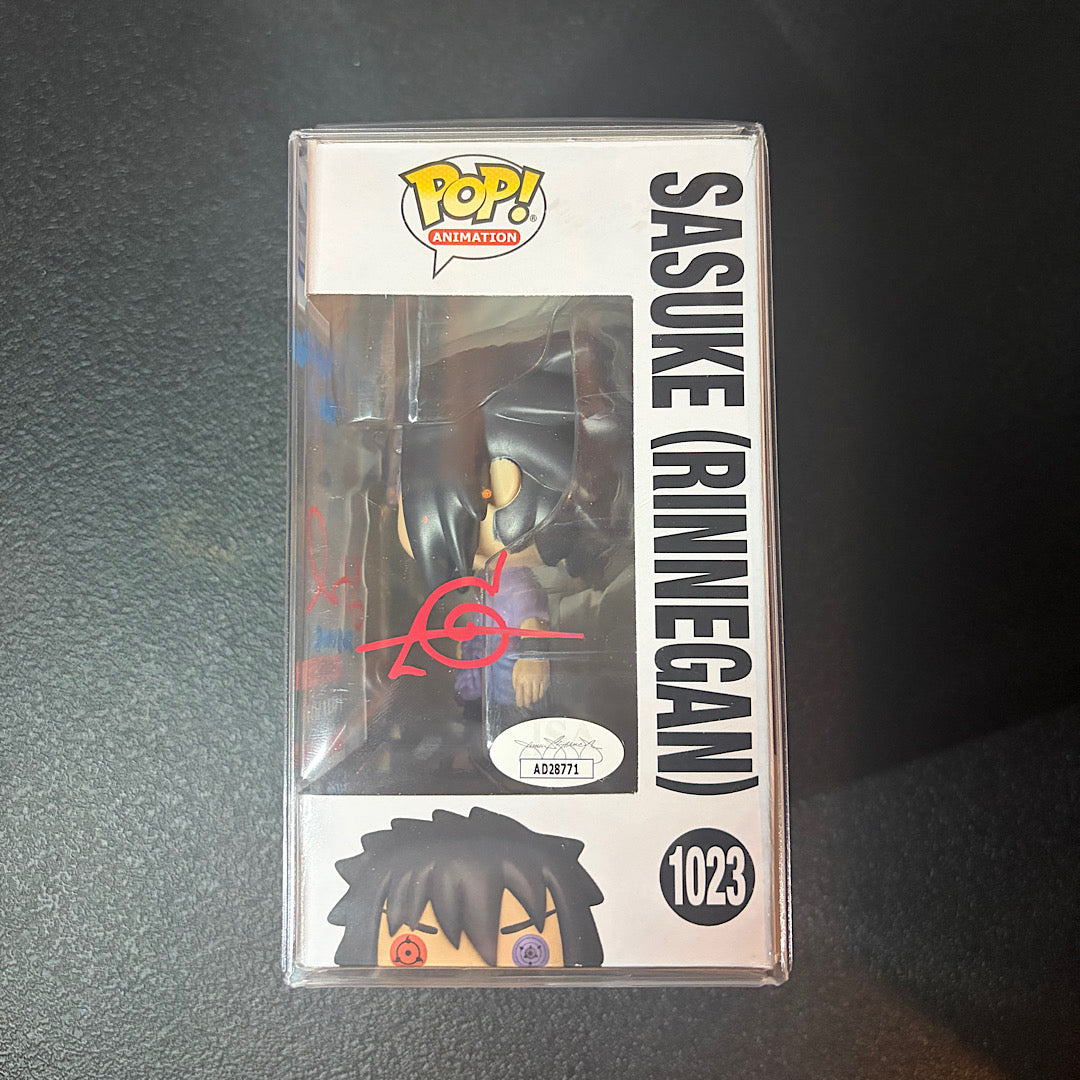 POP!
®
ANIMATION
SASUKE (RINNEGAN)
AD28771
1023